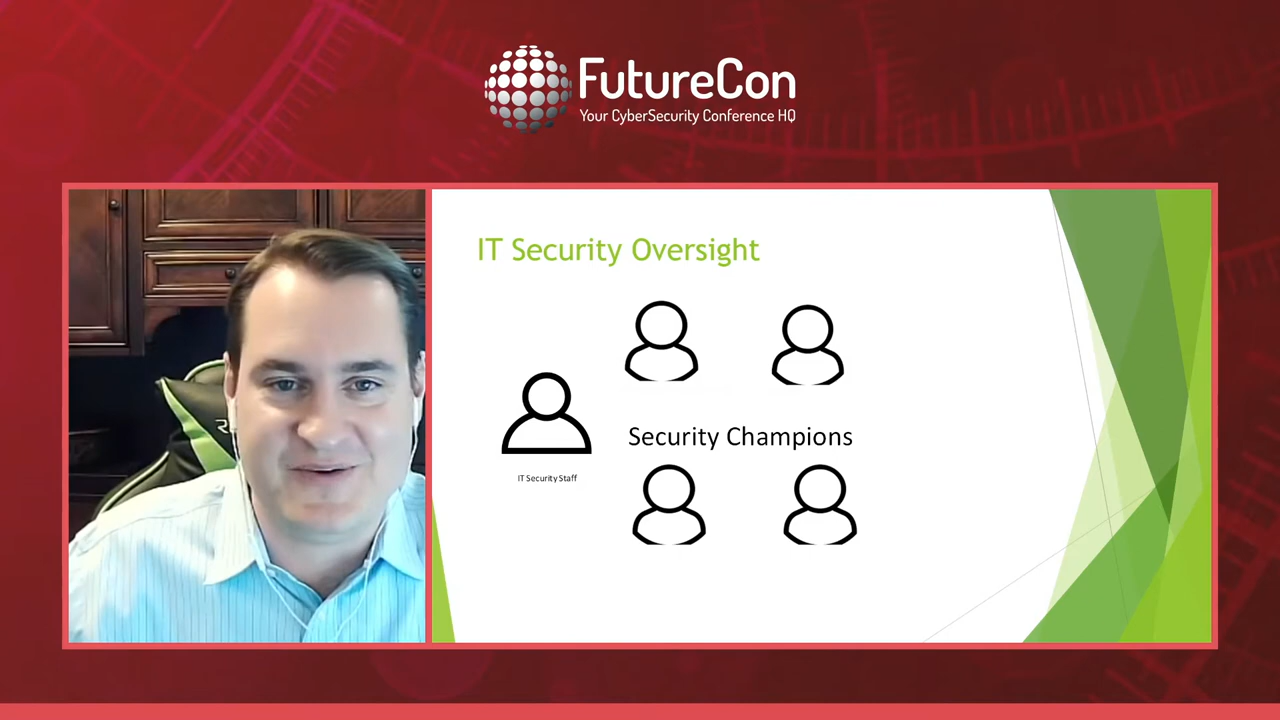 FutureCon
Your CyberSecurity Conference HQ
IT Security Oversight
Security Champions
IT Security Staff